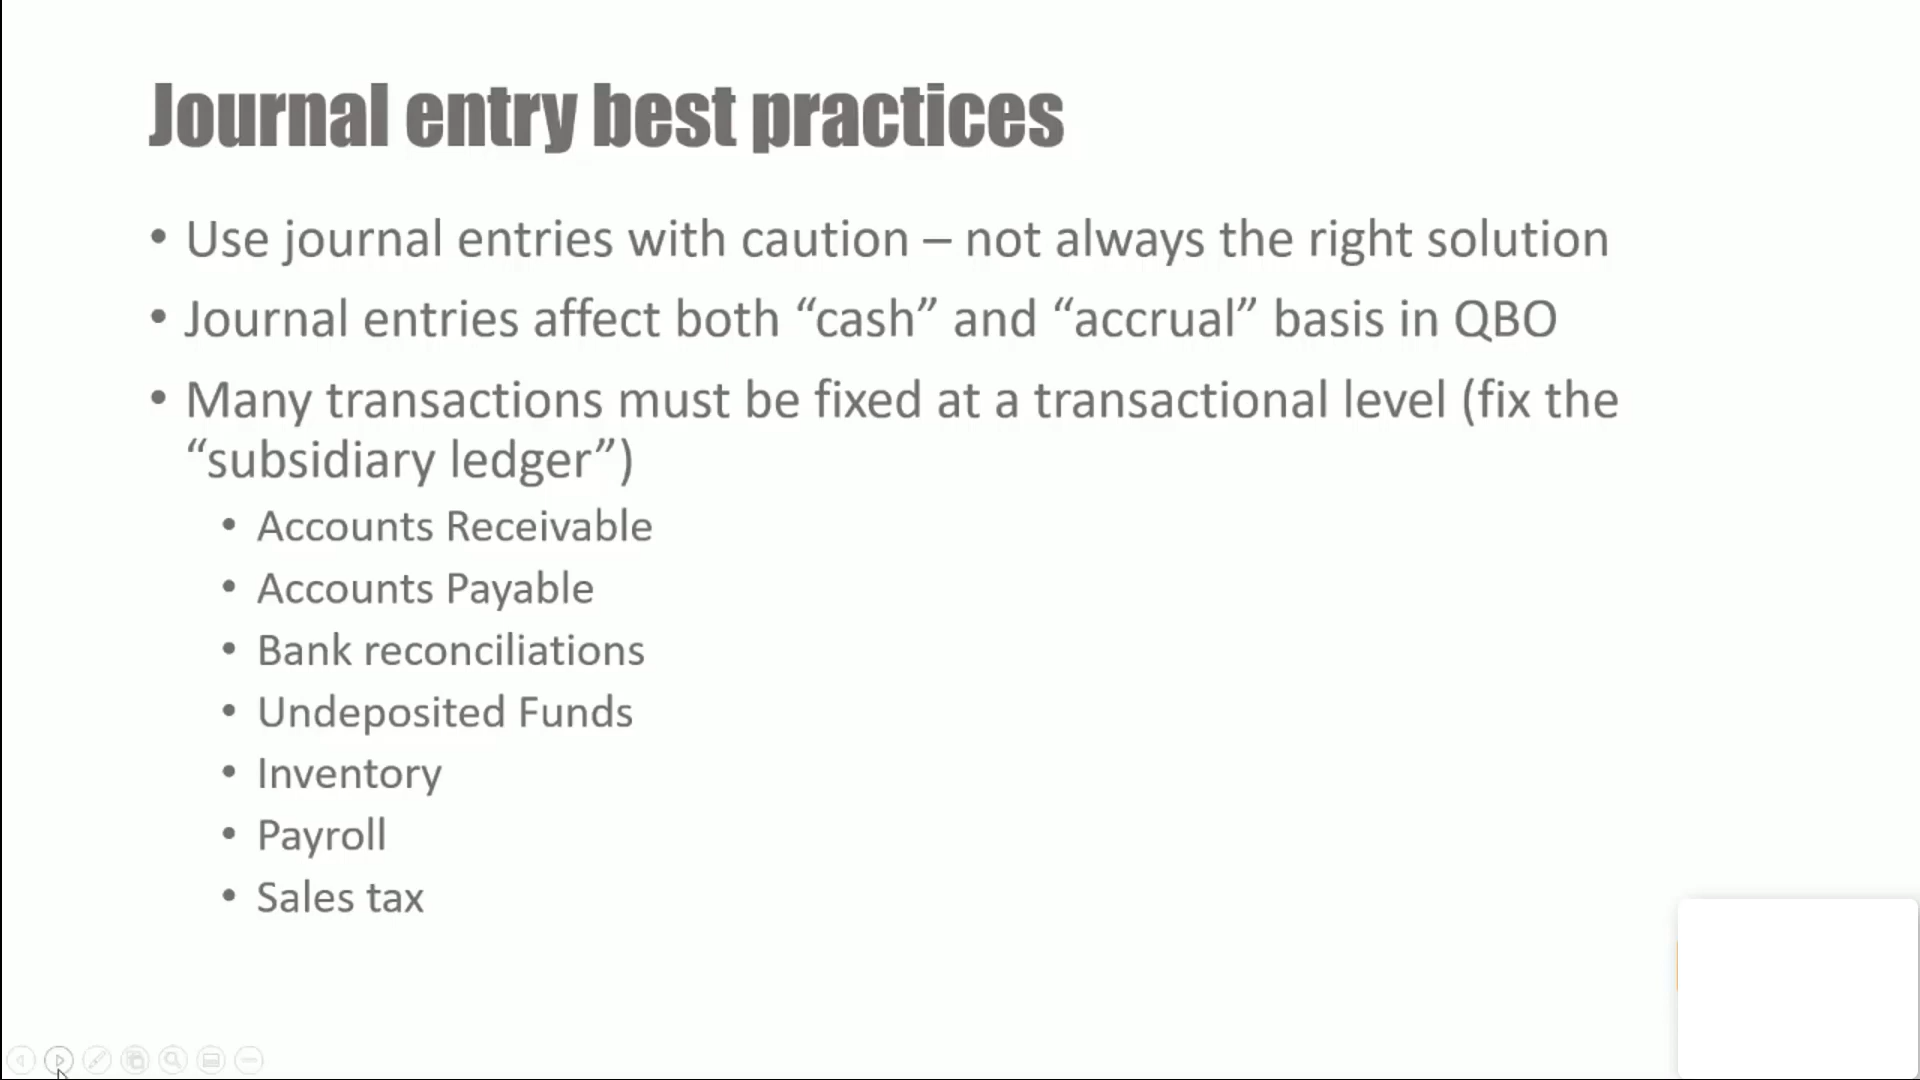 Journal entry best practices
• Use journal entries with caution – not always the right solution
• Journal entries affect both “cash” and “accrual” basis in QBO
• Many transactions must be fixed at a transactional level (fix the
“subsidiary ledger”)
• Accounts Receivable
• Accounts Payable
• Bank reconciliations
• Undeposited Funds
• Inventory
• Payroll
• Sales tax